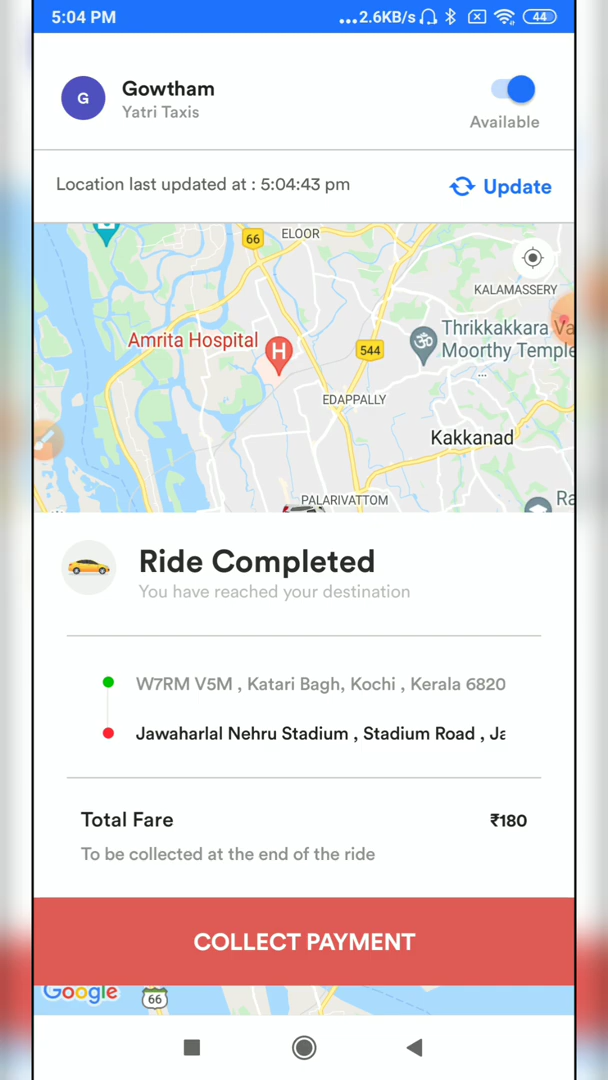 5:04 PM
...2.6KB/s
44
G
Gowtham
Yatri Taxis
Available
Location last updated at : 5:04:43 pm
Update
66
ELOOR
KALAMASSERY
Amrita Hospital
H
544
Thrikkakkara Va
Moorthy Temple
...
EDAPPALLY
Kakkanad
PALARIVATTOM
Ra
Ride Completed
You have reached your destination
W7RM V5M , Katari Bagh, Kochi , Kerala 6820
Jawaharlal Nehru Stadium , Stadium Road , Ja
Total Fare
₹180
To be collected at the end of the ride
COLLECT PAYMENT
Google
66